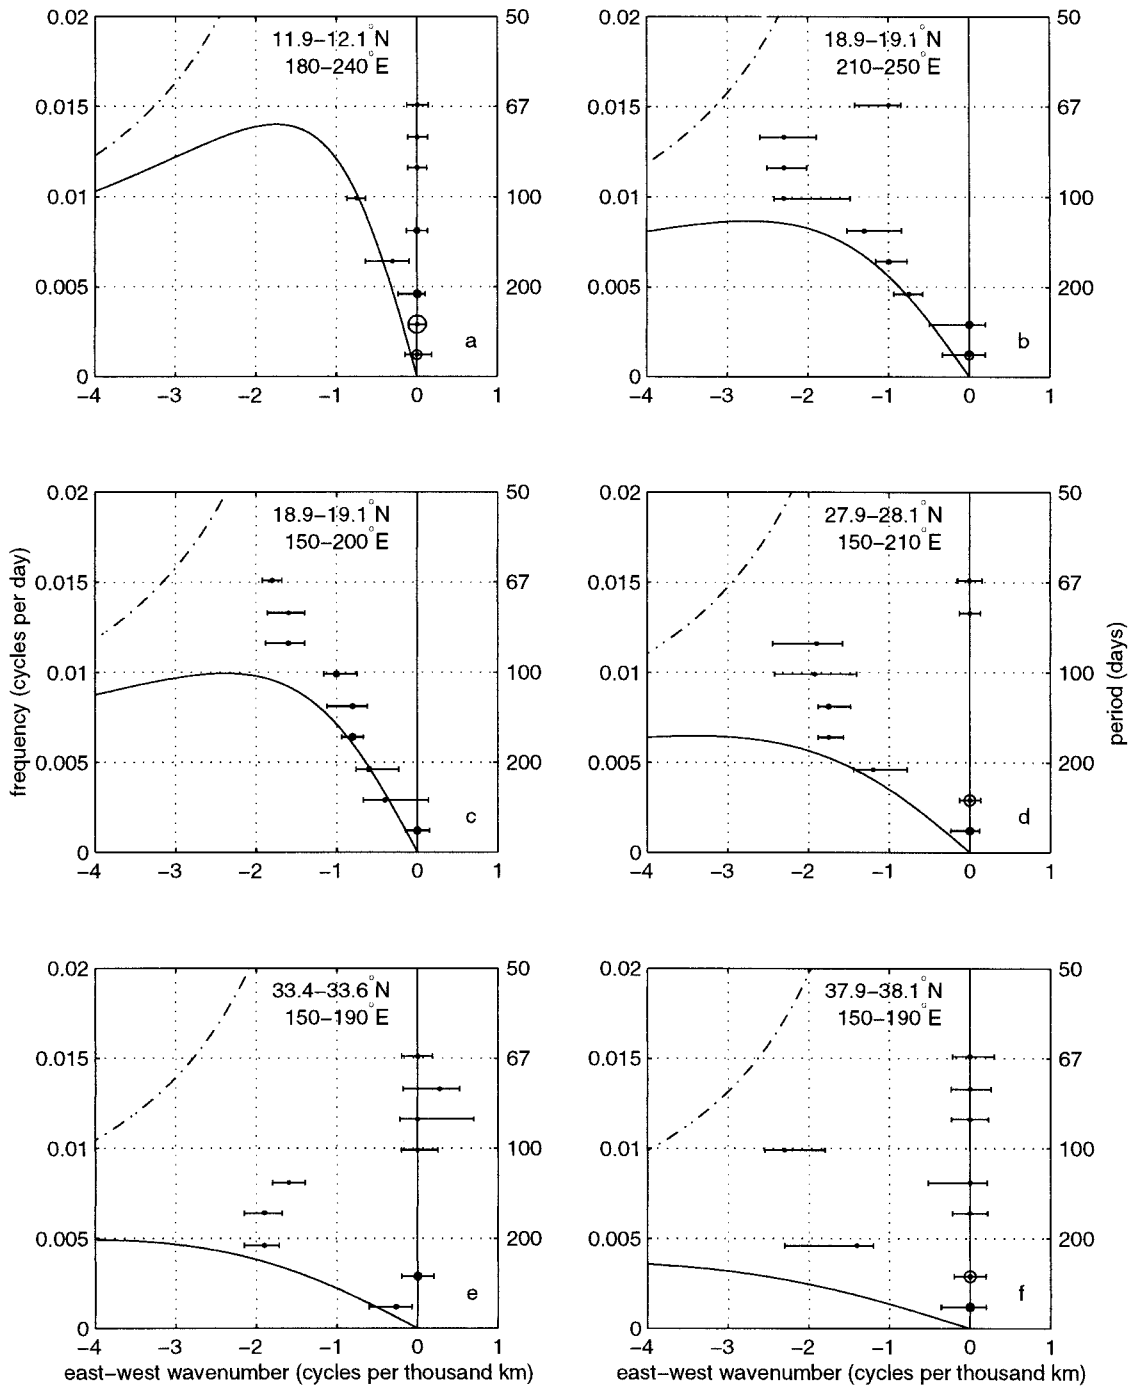 0.02
0.015
0.01
0.005
0
50
67
100
200
11.9−12.1°N
180−240°E
a
−4 −3 −2 −1 0 1
0.02
0.015
0.01
0.005
0
50
67
100
200
18.9−19.1°N
210−250°E
b
−4 −3 −2 −1 0 1
frequency (cycles per day)
0.02
0.015
0.01
0.005
0
50
67
100
200
18.9−19.1°N
150−200°E
c
−4 −3 −2 −1 0 1
0.02
0.015
0.01
0.005
0
50
67
100
200
27.9−28.1°N
150−210°E
d
−4 −3 −2 −1 0 1
period (days)
0.02
0.015
0.01
0.005
0
50
67
100
200
33.4−33.6°N
150−190°E
e
−4 −3 −2 −1 0 1
east−west wavenumber (cycles per thousand km)
0.02
0.015
0.01
0.005
0
50
67
100
200
37.9−38.1°N
150−190°E
f
−4 −3 −2 −1 0 1
east−west wavenumber (cycles per thousand km)